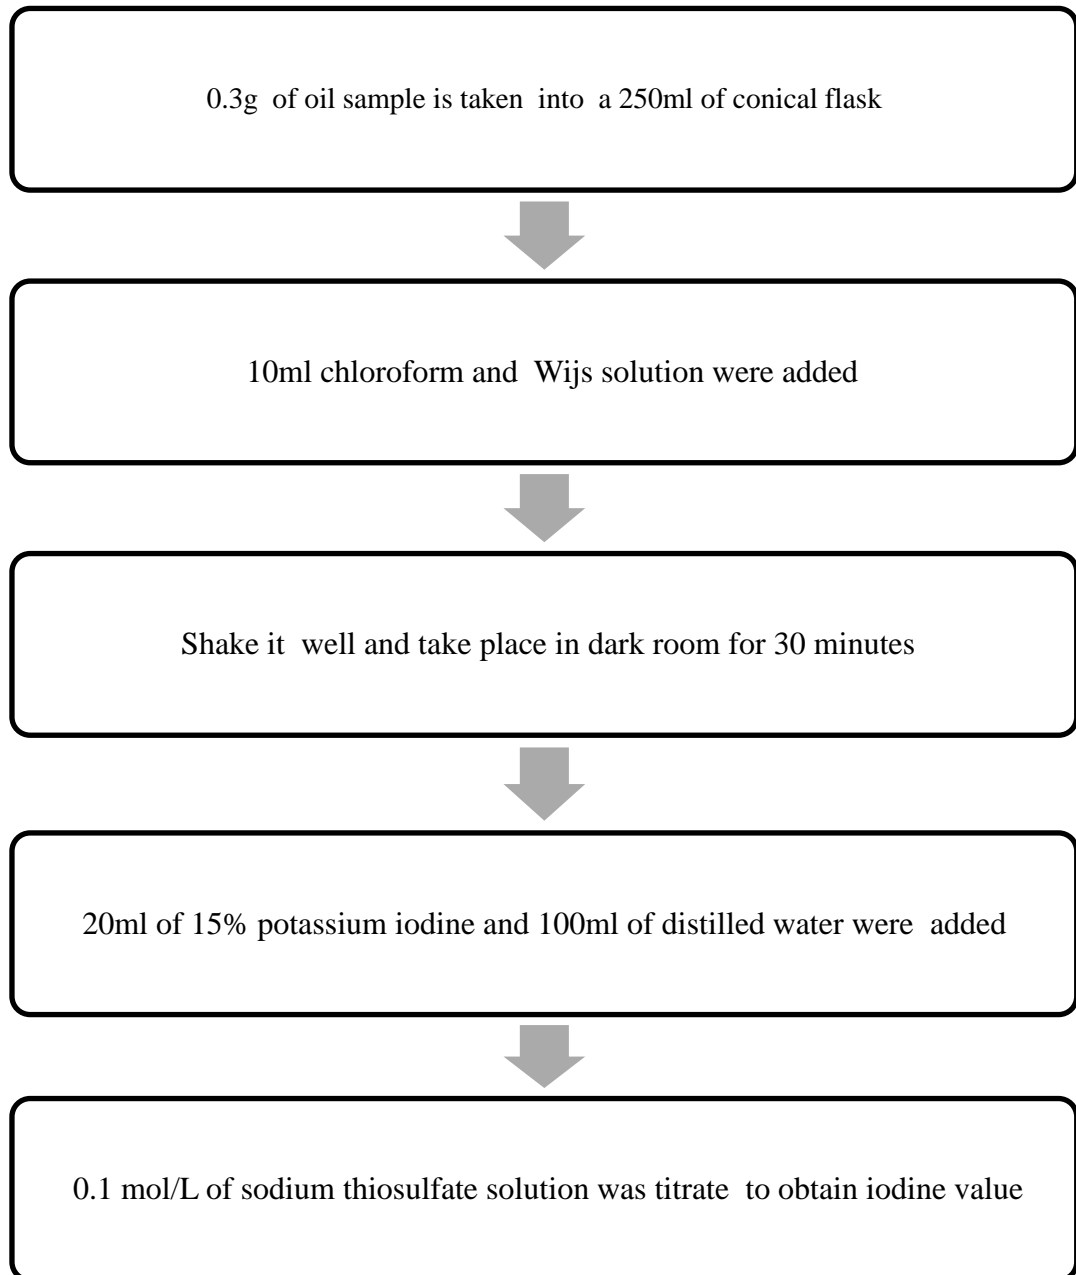 0.3g of oil sample is taken into a 250ml of conical flask
10ml chloroform and Wijs solution were added
Shake it well and take place in dark room for 30 minutes
20ml of 15% potassium iodine and 100ml of distilled water were added
0.1 mol/L of sodium thiosulfate solution was titrate to obtain iodine value